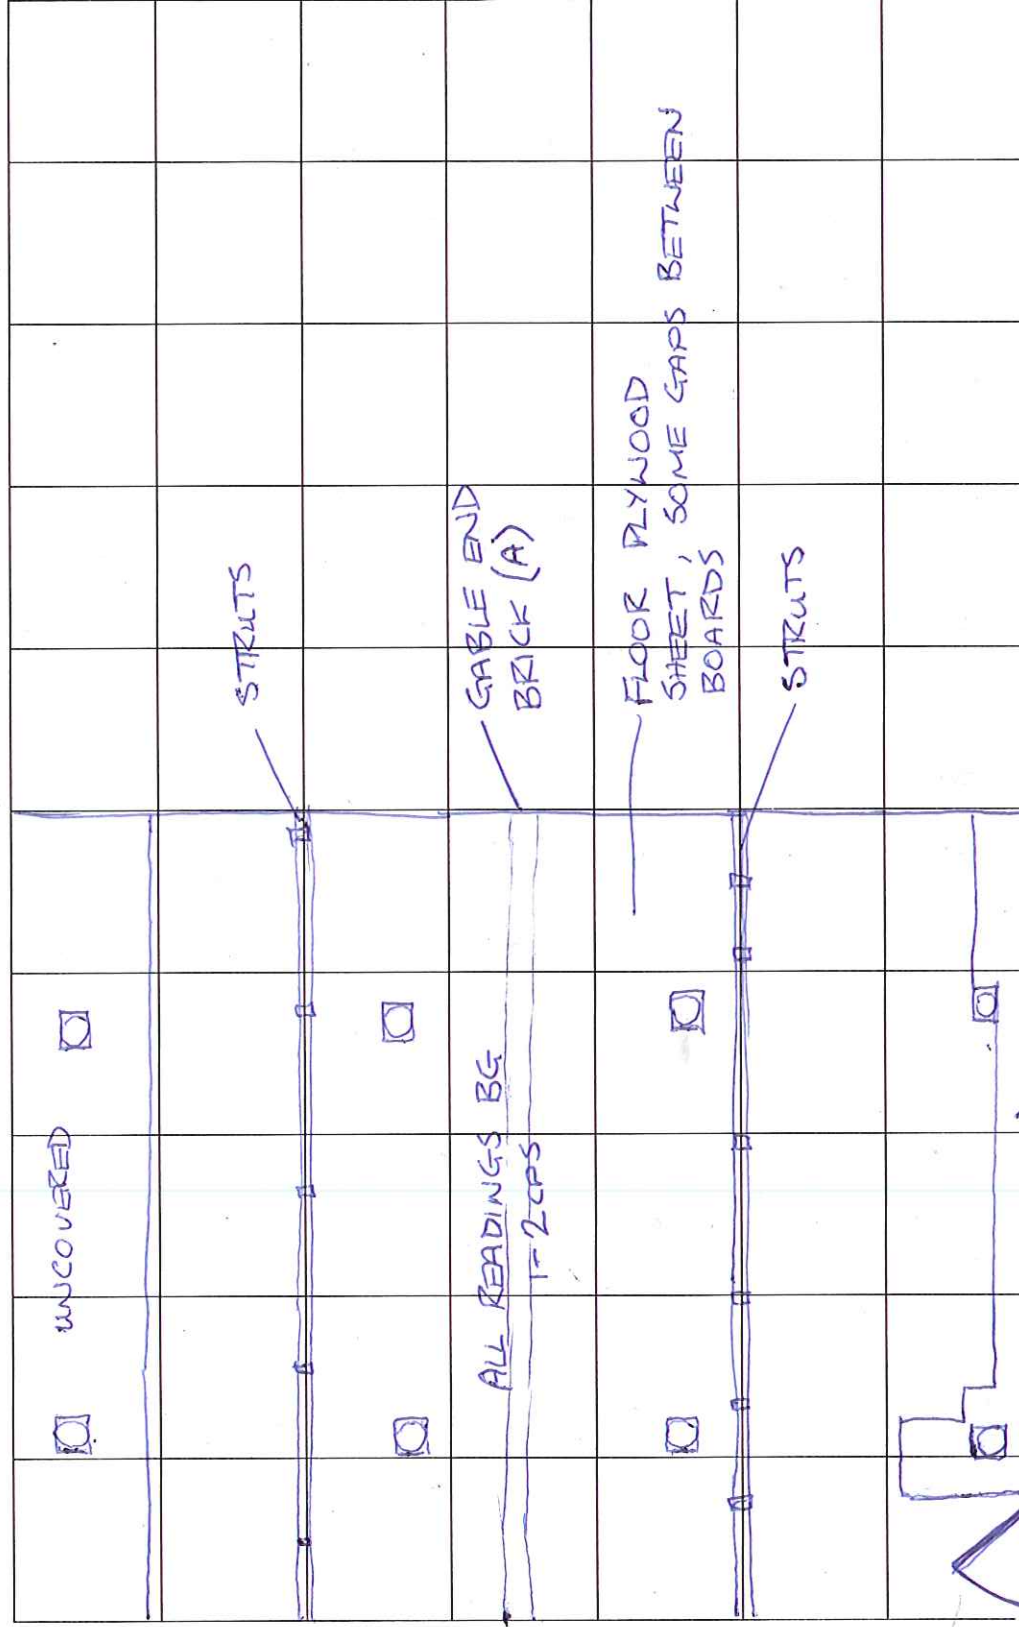 UNCOVERED
STRUTS
ALL READINGS BG
1-2CPS
GABLE END
BRICK (A)
FLOOR PLYWOOD
SHEET, SOME GAPS BETWEEN
BOARDS
STRUTS